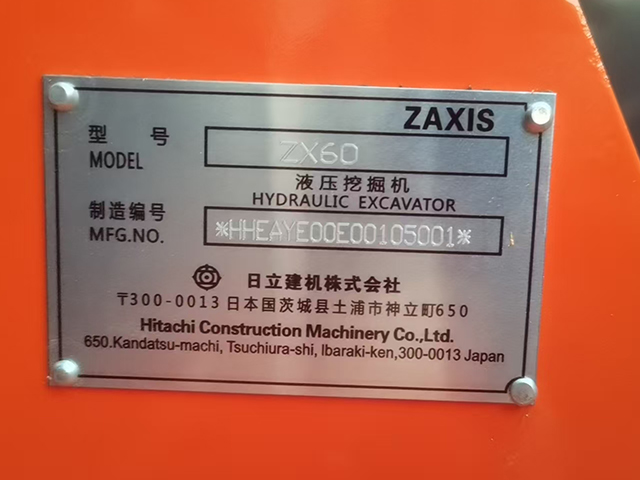 ZAXIS
型 号
MODEL
ZX60
液压挖掘机
HYDRAULIC EXCAVATOR
制造编号
MFG.NO.
*HHEAYE00E00105001*
日立建机株式会社
〒300-0013 日本国茨城县土浦市神立町650
Hitachi Construction Machinery Co.,Ltd.
650.Kandatsu-machi, Tsuchiura-shi, Ibaraki-ken,300-0013 Japan